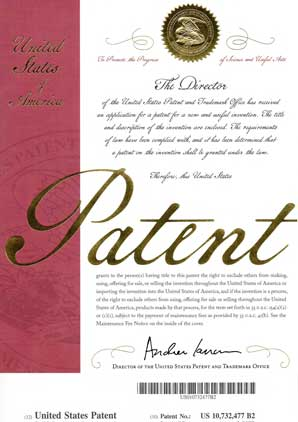 United
States
of
America
To Promote the Progress
of Science and Useful Arts
The Director
of the United States Patent and Trademark Office has received
an application for a patent for a new and useful invention. The title
and description of the invention are enclosed. The requirements
of law have been complied with, and it has been determined that
a patent on the invention shall be granted under the law.
Therefore, this United States
Patent
grants to the person(s) having title to this patent the right to exclude others from making,
using, offering for sale, or selling the invention throughout the United States of America or
importing the invention into the United States of America, and if the invention is a process,
of the right to exclude others from using, offering for sale or selling throughout the United
States of America, products made by that process, for the term set forth in 35 U.S.C. 154(a)(2)
or (c)(1), subject to the payment of maintenance fees as provided by 35 U.S.C. 41(b). See the
Maintenance Fee Notice on the inside of the cover.
DIRECTOR OF THE UNITED STATES PATENT AND TRADEMARK OFFICE
US010732477B2
(12) United States Patent
(10) Patent No.: US 10,732,477 B2